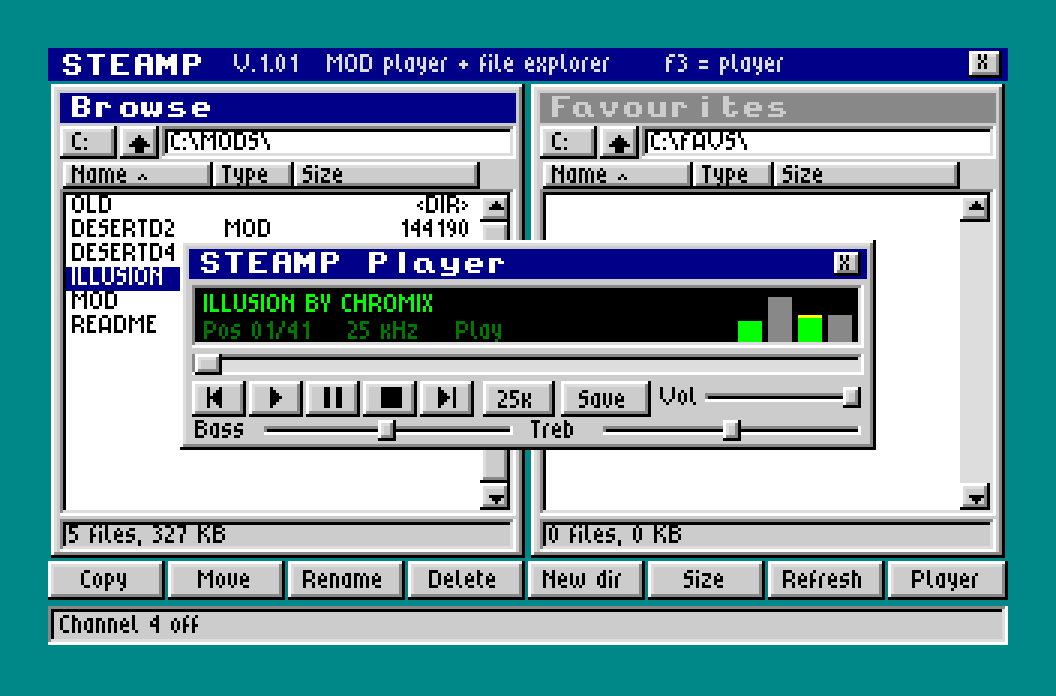 STEAMP V.1.01 MOD player + file explorer f3 = player X
Browse
C: C:\MODS\
Name ^ Type Size
OLD <DIR>
DESERTD2 MOD 144190
DESERTD4
ILLUSION
MOD
README
5 files, 327 KB
Favourites
C: C:\FAVS\
Name ^ Type Size
0 files, 0 KB
STEAMP Player X
ILLUSION BY CHROMIX
Pos 01/41 25 kHz Play
25k Save Vol
Bass Treb
Copy Move Rename Delete New dir Size Refresh Player
Channel 4 off